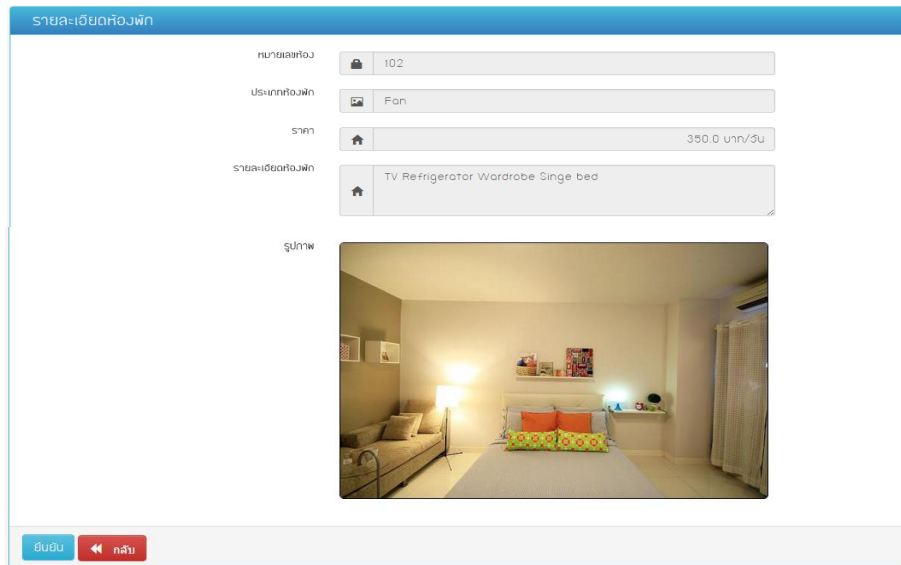 รายละเอียดห้องพัก
หมายเลขห้อง
102
ประเภทห้องพัก
Fan
ราคา
350.0 บาท/วัน
รายละเอียดห้องพัก
TV Refrigerator Wardrobe Singe bed
รูปภาพ
ยืนยัน
กลับ